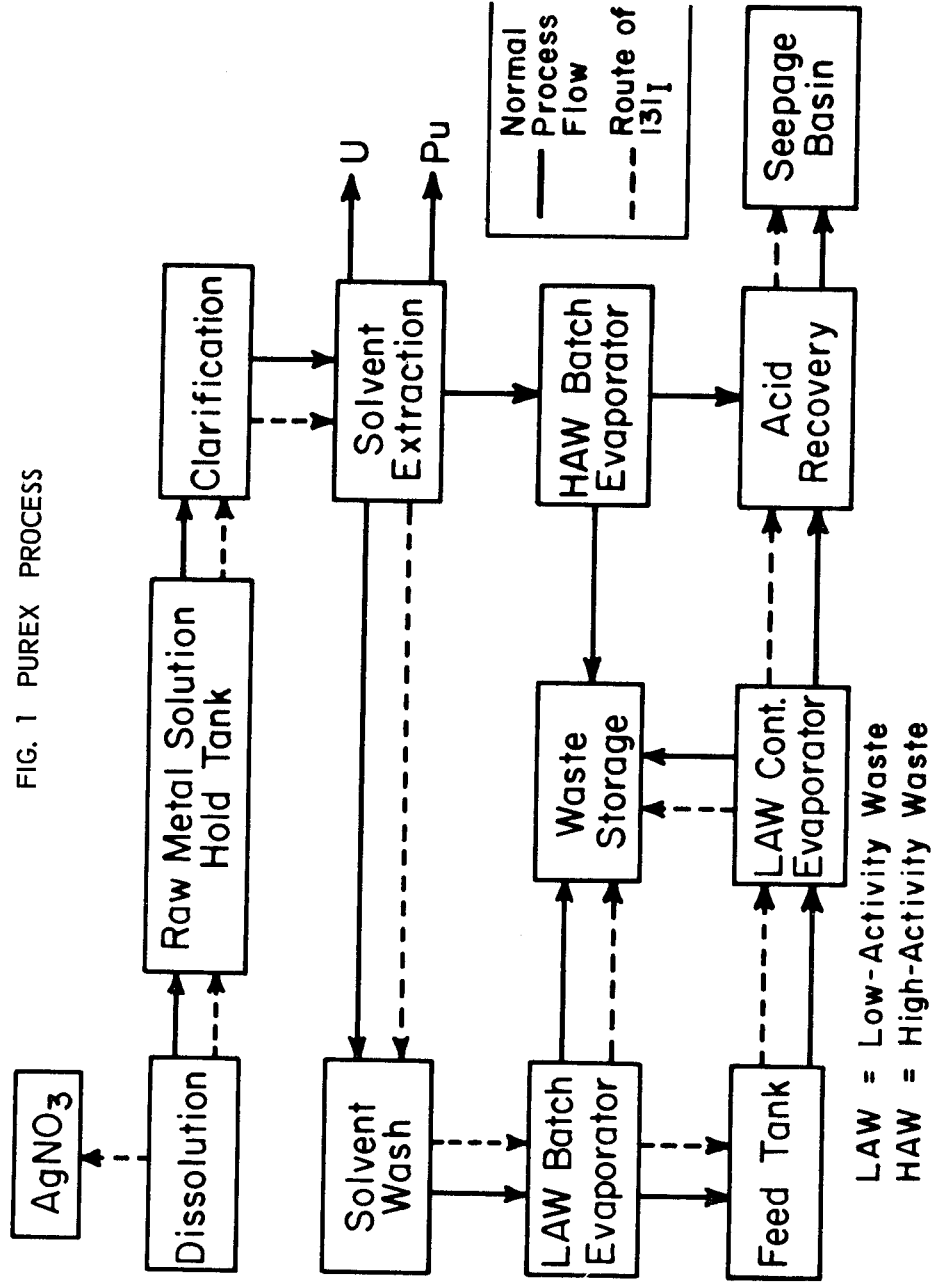 FIG. 1 PUREX PROCESS
AgNO3
Dissolution
Raw Metal Solution
Hold Tank
Clarification
Solvent
Wash
Solvent
Extraction
U
Pu
LAW Batch
Evaporator
Waste
Storage
HAW Batch
Evaporator
Normal
Process
Flow
Route of
131I
Feed Tank
LAW Cont.
Evaporator
Acid
Recovery
Seepage
Basin
LAW = Low-Activity Waste
HAW = High-Activity Waste